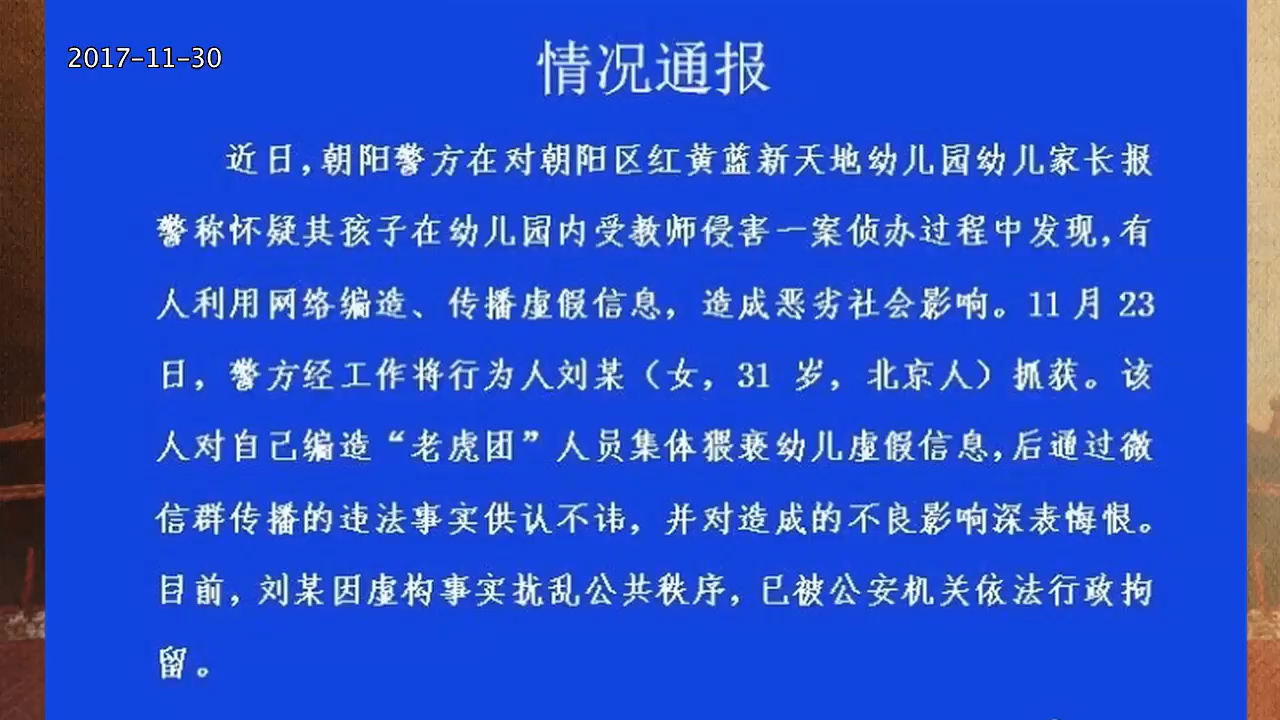 2017-11-30
情况通报
近日,朝阳警方在对朝阳区红黄蓝新天地幼儿园幼儿家长报
警称怀疑其孩子在幼儿园内受教师侵害一案侦办过程中发现,有
人利用网络编造、传播虚假信息，造成恶劣社会影响。11 月 23
日，警方经工作将行为人刘某（女，31 岁，北京人）抓获。该
人对自己编造“老虎团”人员集体猥亵幼儿虚假信息,后通过微
信群传播的违法事实供认不讳，并对造成的不良影响深表悔恨。
目前,刘某因虚构事实扰乱公共秩序,已被公安机关依法行政拘
留。